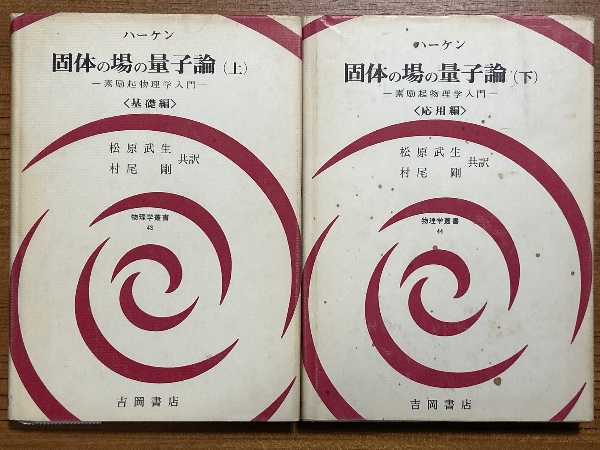 ハーケン
固体の場の量子論(上)
—素励起物理学入門—
〈基礎編〉
松原武生
村尾 剛
共訳
物理学叢書
43
吉岡書店
ハーケン
固体の場の量子論(下)
—素励起物理学入門—
〈応用編〉
松原武生
村尾 剛
共訳
物理学叢書
44
吉岡書店